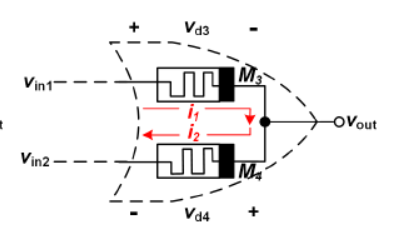 + vd3 -
vin1 M3
i1
i2 vout
vin2 M4
- vd4 +